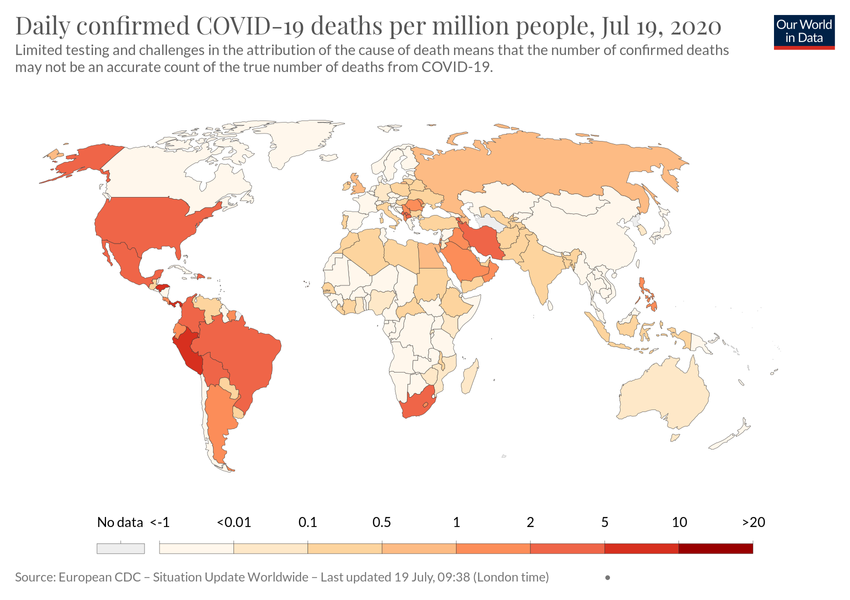 Daily confirmed COVID-19 deaths per million people, Jul 19, 2020
Our World
in Data
Limited testing and challenges in the attribution of the cause of death means that the number of confirmed deaths
may not be an accurate count of the true number of deaths from COVID-19.
No data <-1 <0.01 0.1 0.5 1 2 5 10 >20
Source: European CDC – Situation Update Worldwide – Last updated 19 July, 09:38 (London time) •